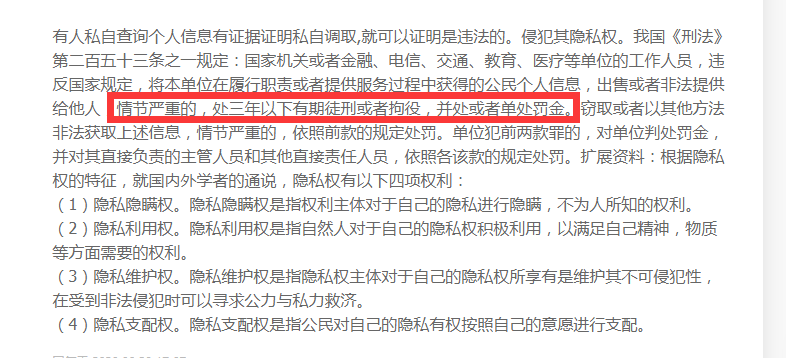 有人私自查询个人信息有证据证明私自调取,就可以证明是违法的。侵犯其隐私权。我国《刑法》
第二百五十三条之一规定：国家机关或者金融、电信、交通、教育、医疗等单位的工作人员，违
反国家规定，将本单位在履行职责或者提供服务过程中获得的公民个人信息，出售或者非法提供
给他人，情节严重的，处三年以下有期徒刑或者拘役，并处或者单处罚金。窃取或者以其他方法
非法获取上述信息，情节严重的，依照前款的规定处罚。单位犯前两款罪的，对单位判处罚金，
并对其直接负责的主管人员和其他直接责任人员，依照各该款的规定处罚。扩展资料：根据隐私
权的特征，就国内外学者的通说，隐私权有以下四项权利：
（1）隐私隐瞒权。隐私隐瞒权是指权利主体对于自己的隐私进行隐瞒，不为人所知的权利。
（2）隐私利用权。隐私利用权是指自然人对于自己的隐私权积极利用，以满足自己精神，物质
等方面需要的权利。
（3）隐私维护权。隐私维护权是指隐私权主体对于自己的隐私权所享有是维护其不可侵犯性，
在受到非法侵犯时可以寻求公力与私力救济。
（4）隐私支配权。隐私支配权是指公民对自己的隐私有权按照自己的意愿进行支配。